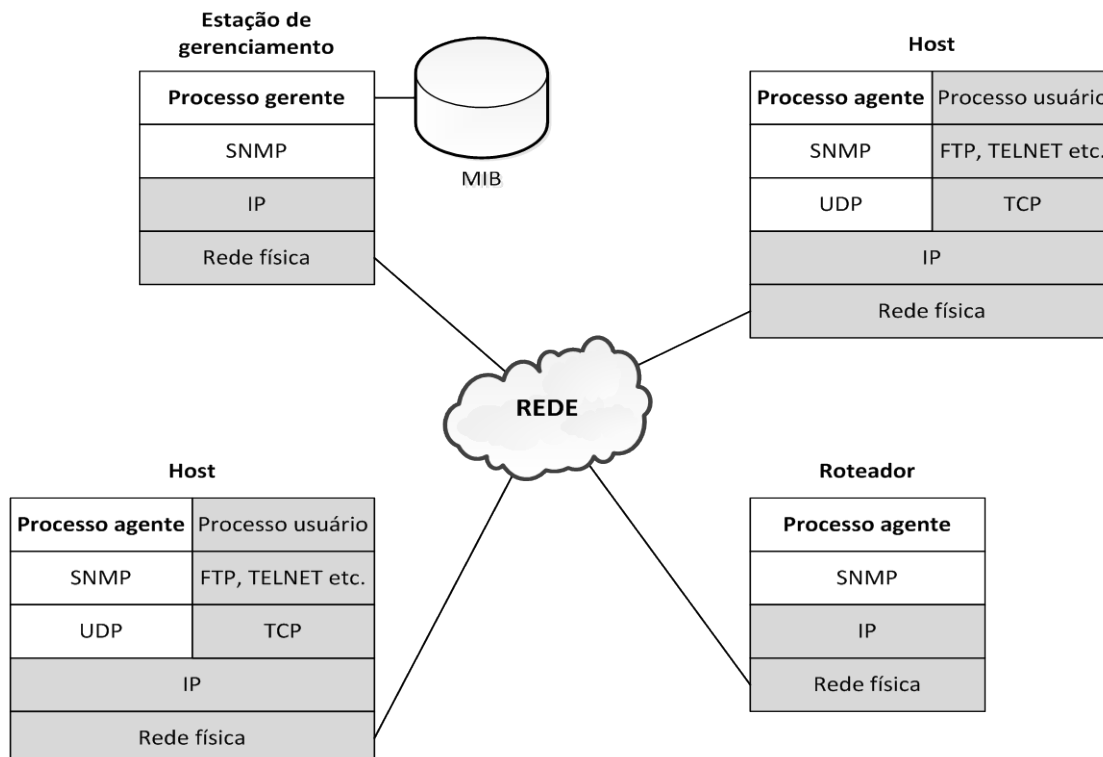 Estação de
gerenciamento
Processo gerente
SNMP
IP
Rede física
MIB
Host
Processo agente
Processo usuário
SNMP
FTP, TELNET etc.
UDP
TCP
IP
Rede física
REDE
Host
Processo agente
Processo usuário
SNMP
FTP, TELNET etc.
UDP
TCP
IP
Rede física
Roteador
Processo agente
SNMP
IP
Rede física